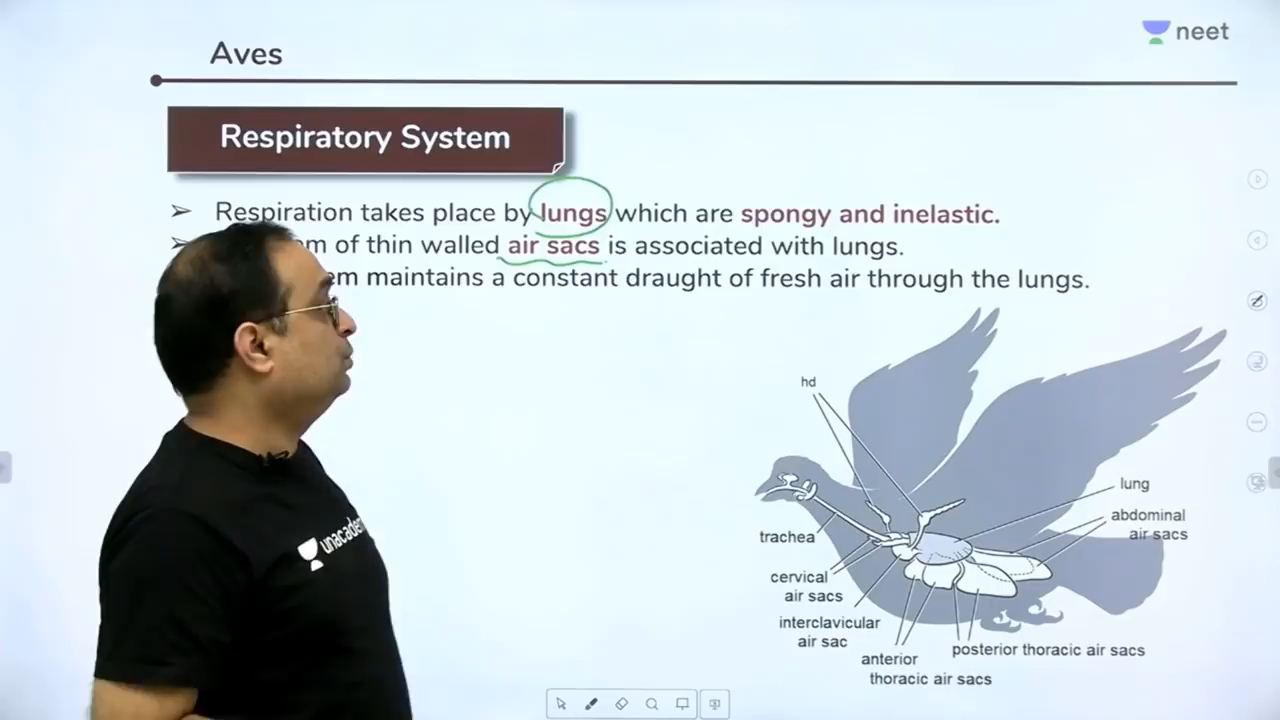 neet
Aves
Respiratory System
➢ Respiration takes place by lungs which are spongy and inelastic.
➢ of thin walled air sacs is associated with lungs.
maintains a constant draught of fresh air through the lungs.
hd
lung
abdominal
air sacs
trachea
cervical
air sacs
interclavicular
air sac
anterior
thoracic air sacs
posterior thoracic air sacs